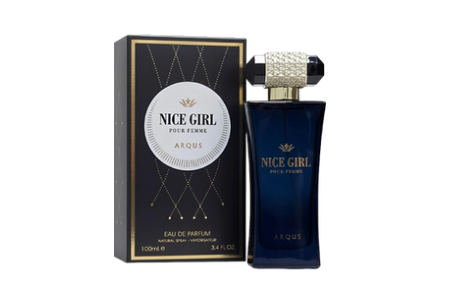 NICE GIRL
POUR FEMME
ARQUS
EAU DE PARFUM
NATURAL SPRAY - VAPORISATEUR
100ml e 3.4 FL.OZ
NICE GIRL
POUR FEMME
ARQUS